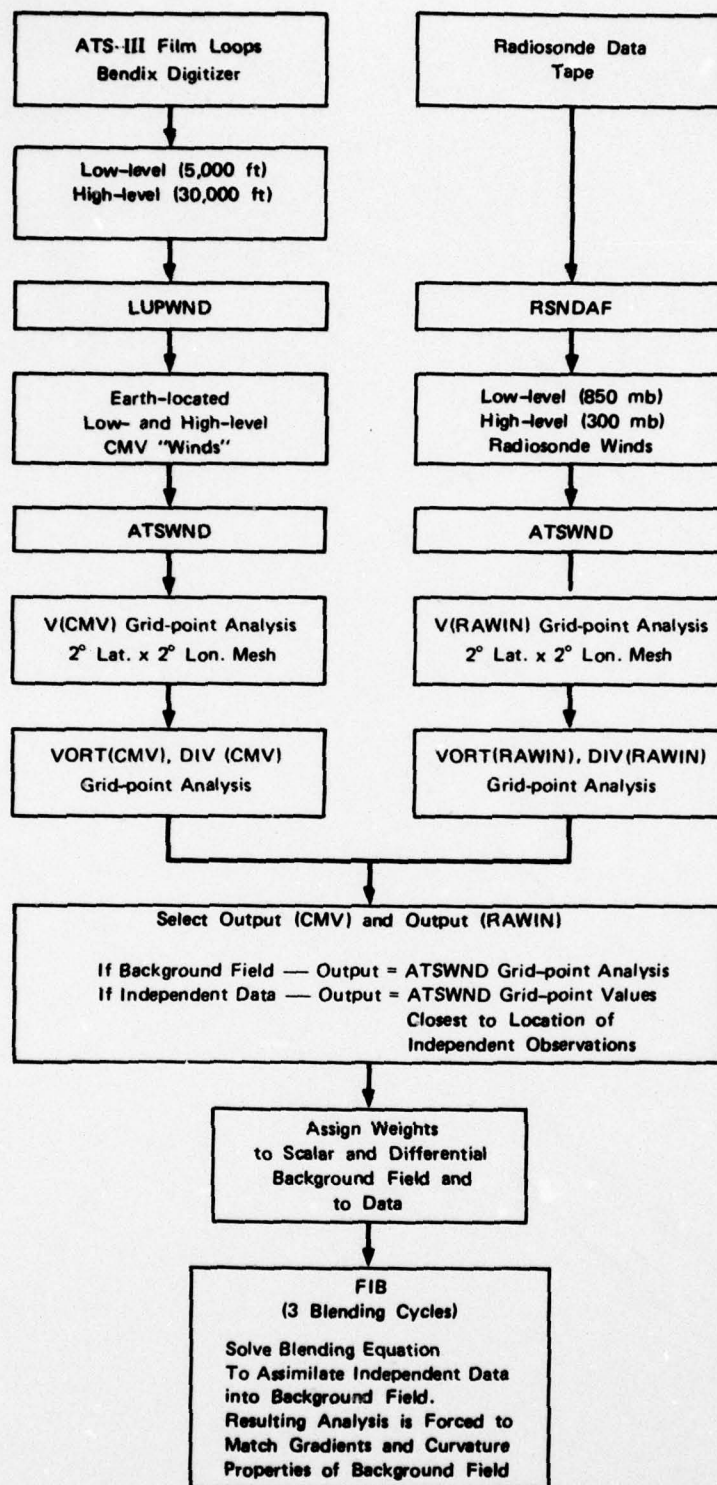 ATS-III Film Loops
Bendix Digitizer
Radiosonde Data
Tape
Low-level (5,000 ft)
High-level (30,000 ft)
LUPWND
RSNDAF
Earth-located
Low- and High-level
CMV "Winds"
Low-level (850 mb)
High-level (300 mb)
Radiosonde Winds
ATSWND
ATSWND
V(CMV) Grid-point Analysis
2° Lat. x 2° Lon. Mesh
V(RAWIN) Grid-point Analysis
2° Lat. x 2° Lon. Mesh
VORT(CMV), DIV (CMV)
Grid-point Analysis
VORT(RAWIN), DIV(RAWIN)
Grid-point Analysis
Select Output (CMV) and Output (RAWIN)
If Background Field — Output = ATSWND Grid-point Analysis
If Independent Data — Output = ATSWND Grid-point Values
Closest to Location of
Independent Observations
Assign Weights
to Scalar and Differential
Background Field and
to Data
FIB
(3 Blending Cycles)
Solve Blending Equation
To Assimilate Independent Data
into Background Field.
Resulting Analysis is Forced to
Match Gradients and Curvature
Properties of Background Field